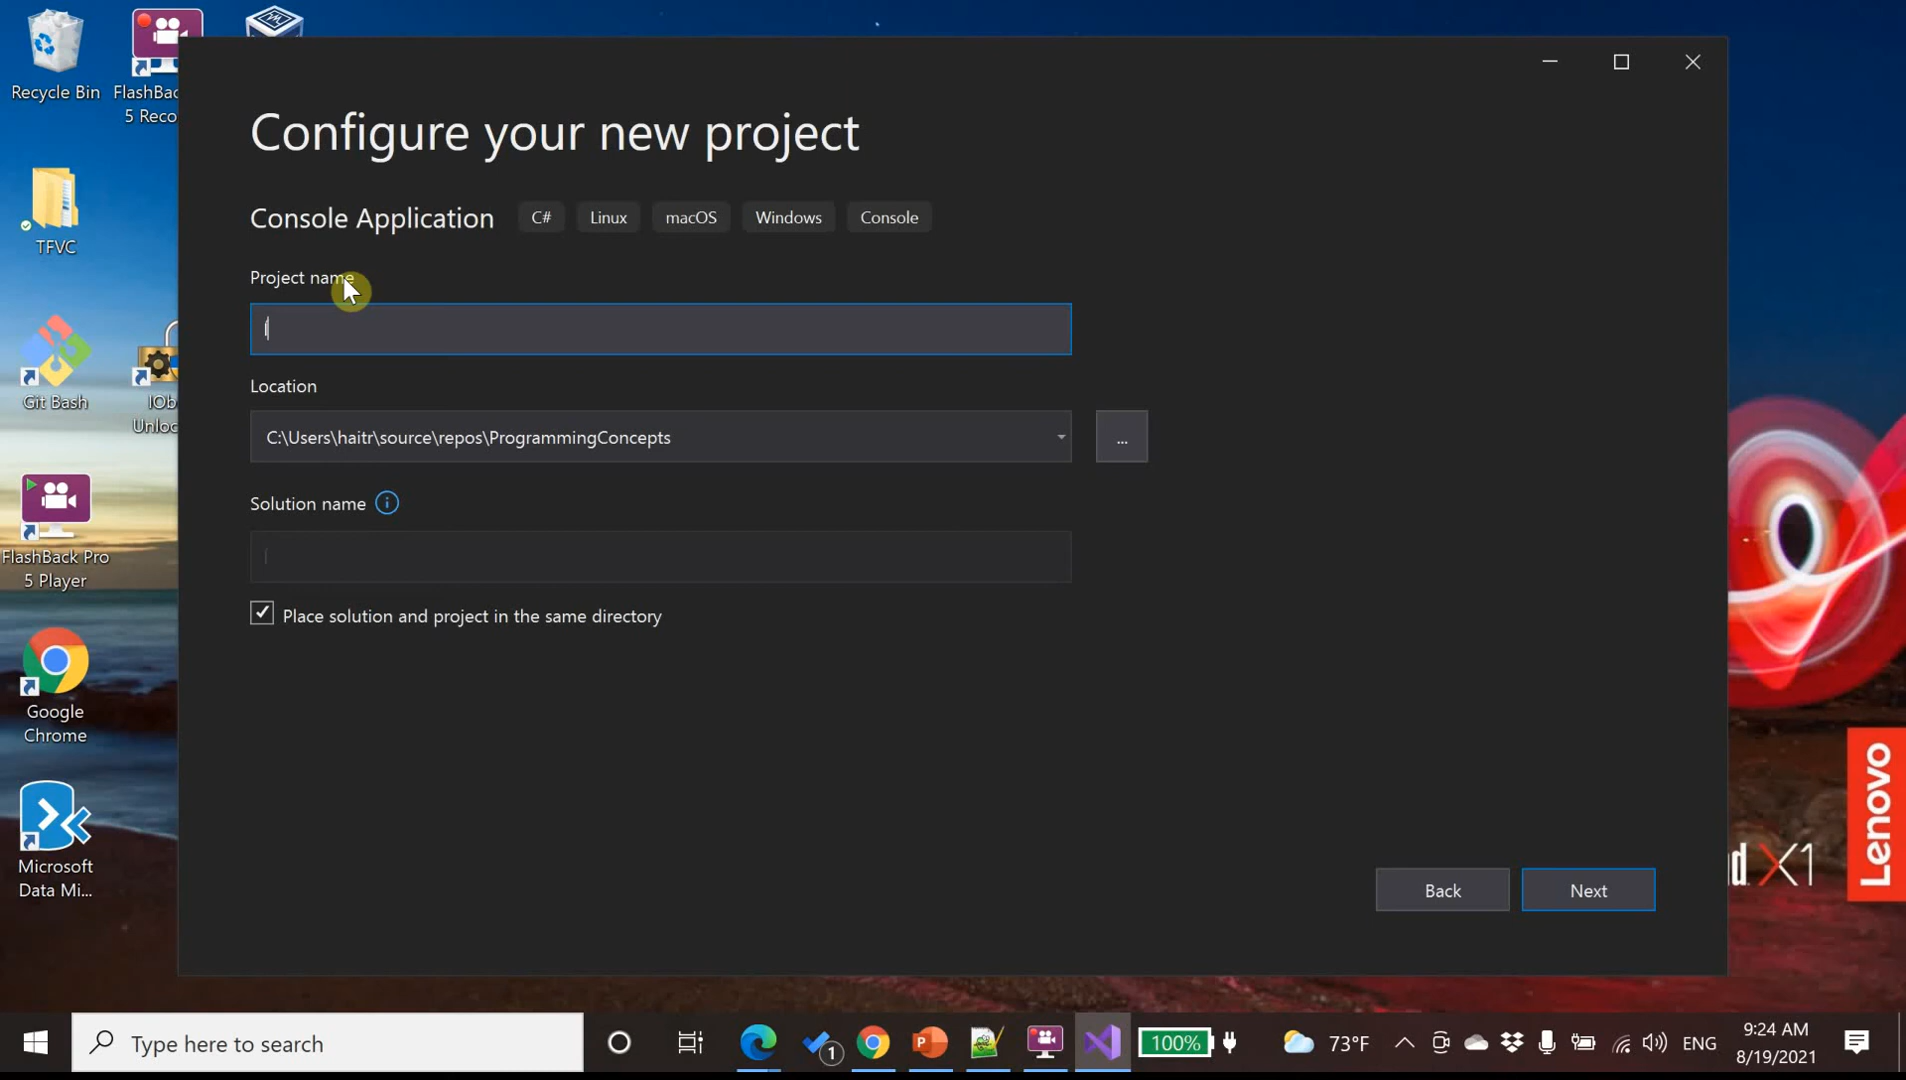 Recycle Bin
FlashBac
5 Reco
TFVC
Git Bash
IOb
Unloc
FlashBack Pro
5 Player
Google
Chrome
Microsoft
Data Mi...
Configure your new project
Console Application C# Linux macOS Windows Console
Project name
Location
C:\Users\haitr\source\repos\ProgrammingConcepts
...
Solution name
Place solution and project in the same directory
Back Next
Lenovo
d X1
Type here to search
1
100%
73°F
ENG
9:24 AM
8/19/2021